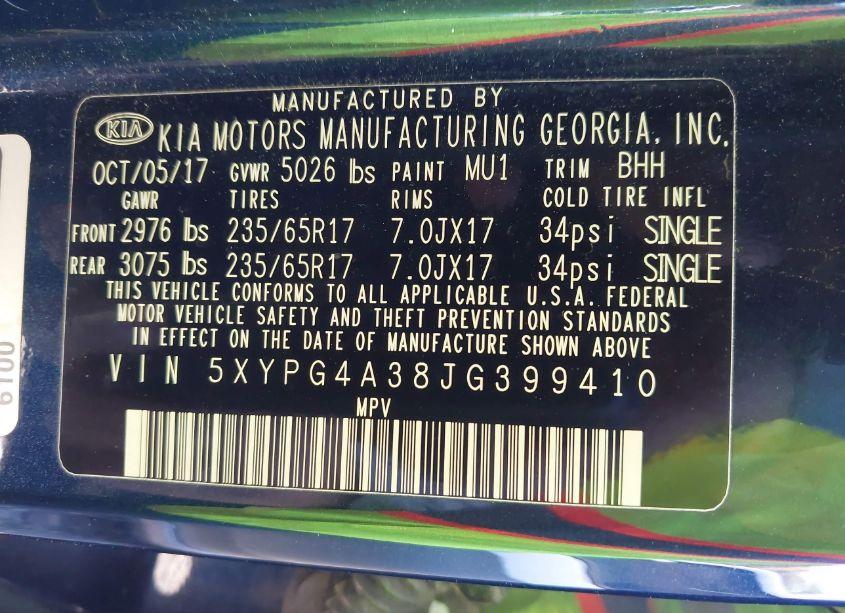 MANUFACTURED BY
KIA KIA MOTORS MANUFACTURING GEORGIA, INC.
OCT/05/17 GVWR 5026 lbs PAINT MU1 TRIM BHH
GAWR TIRES RIMS COLD TIRE INFL
FRONT 2976 lbs 235/65R17 7.0JX17 34psi SINGLE
REAR 3075 lbs 235/65R17 7.0JX17 34psi SINGLE
THIS VEHICLE CONFORMS TO ALL APPLICABLE U.S.A. FEDERAL
MOTOR VEHICLE SAFETY AND THEFT PREVENTION STANDARDS
IN EFFECT ON THE DATE OF MANUFACTURE SHOWN ABOVE
VIN 5XYPG4A38JG399410
MPV